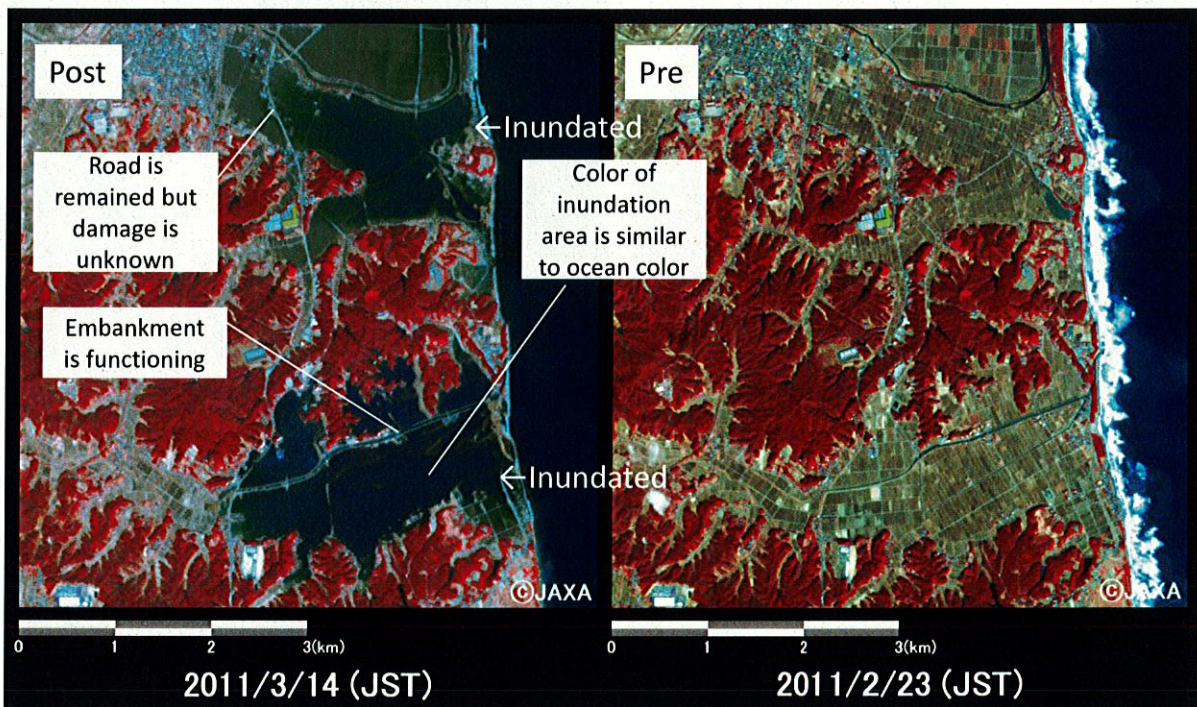 Post
Pre
←Inundated
Road is
remained but
damage is
unknown
Color of
inundation
area is similar
to ocean color
Embankment
is functioning
←Inundated
©JAXA
©JAXA
0 1 2 3(km)
0 1 2 3(km)
2011/3/14 (JST)
2011/2/23 (JST)